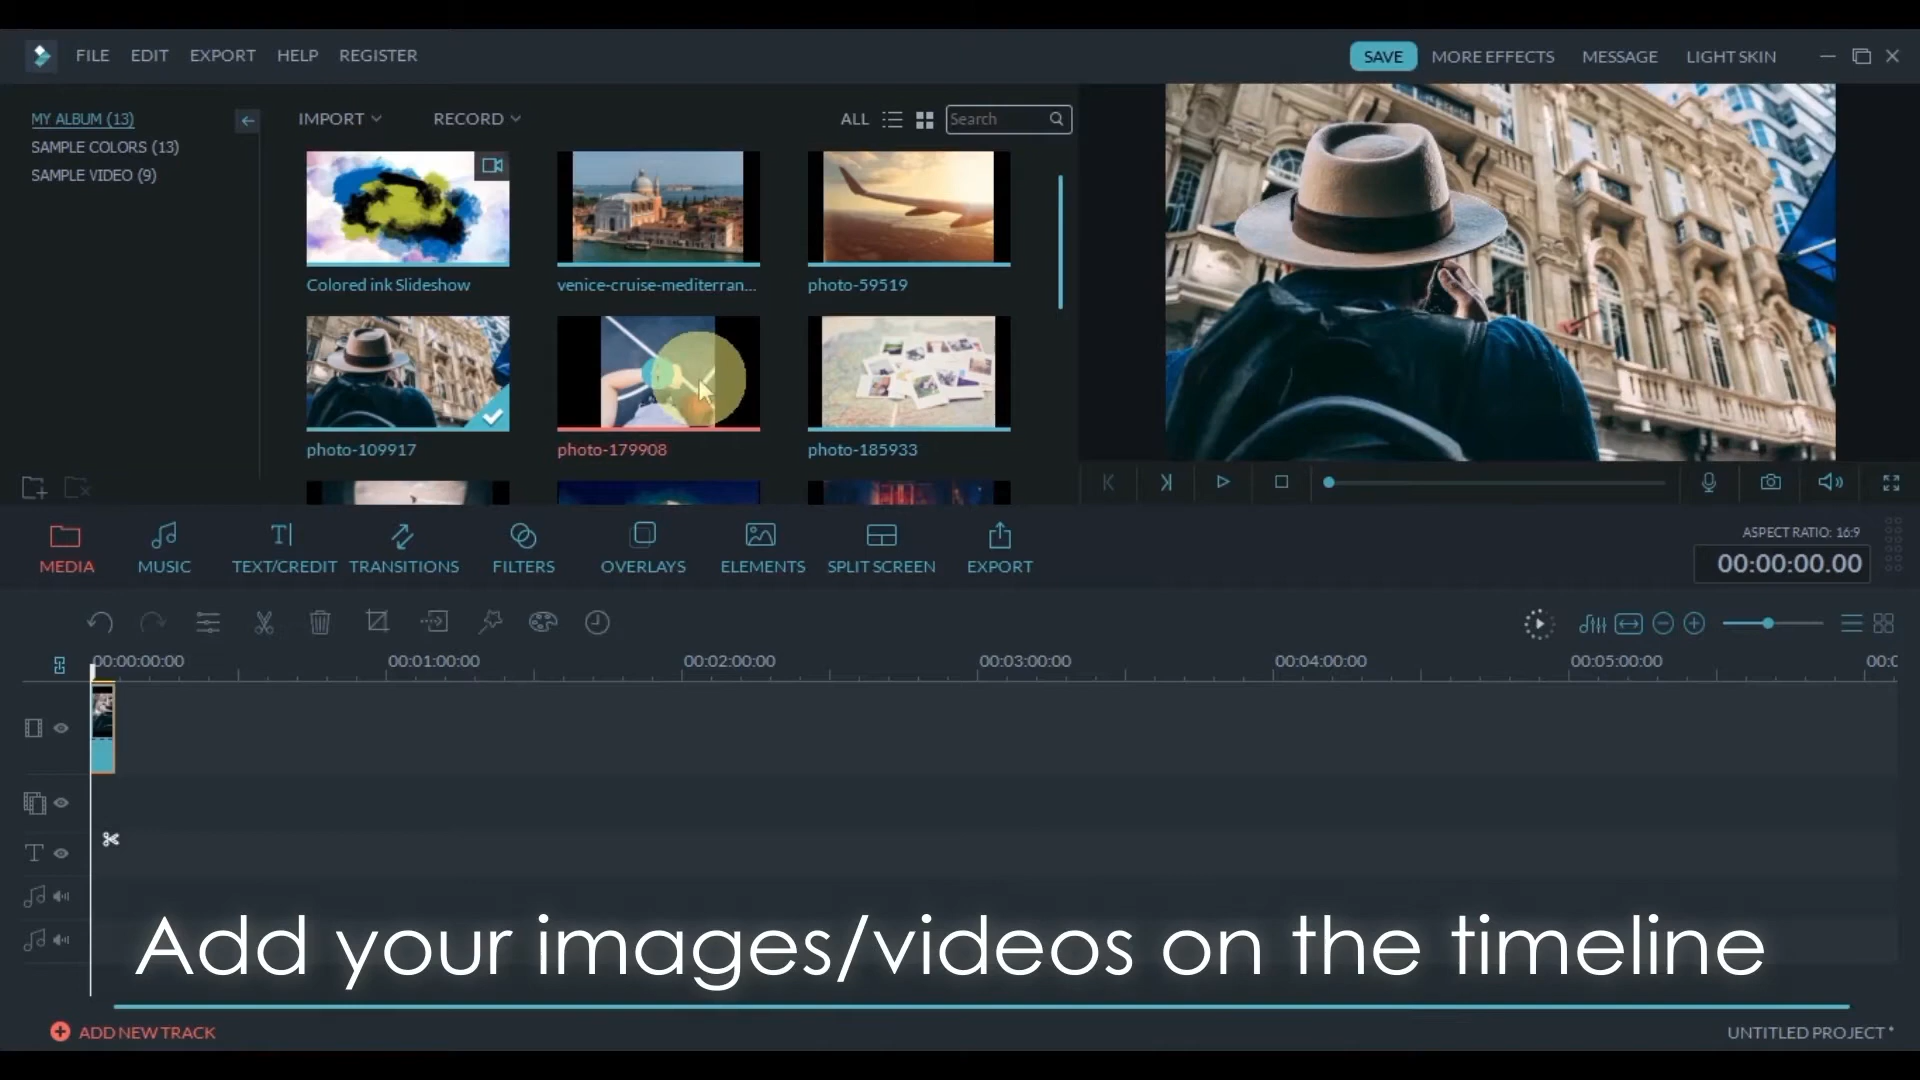 FILE EDIT EXPORT HELP REGISTER
SAVE MORE EFFECTS MESSAGE LIGHT SKIN
MY ALBUM (13)
SAMPLE COLORS (13)
SAMPLE VIDEO (9)
IMPORT RECORD ALL Search
Colored ink Slideshow
venice-cruise-mediterran...
photo-59519
photo-109917
photo-179908
photo-185933
MEDIA MUSIC TEXT/CREDIT TRANSITIONS FILTERS OVERLAYS ELEMENTS SPLIT SCREEN EXPORT
ASPECT RATIO: 16:9
00:00:00.00
00:00:00:00 00:01:00:00 00:02:00:00 00:03:00:00 00:04:00:00 00:05:00:00
Add your images/videos on the timeline
ADD NEW TRACK
UNTITLED PROJECT *